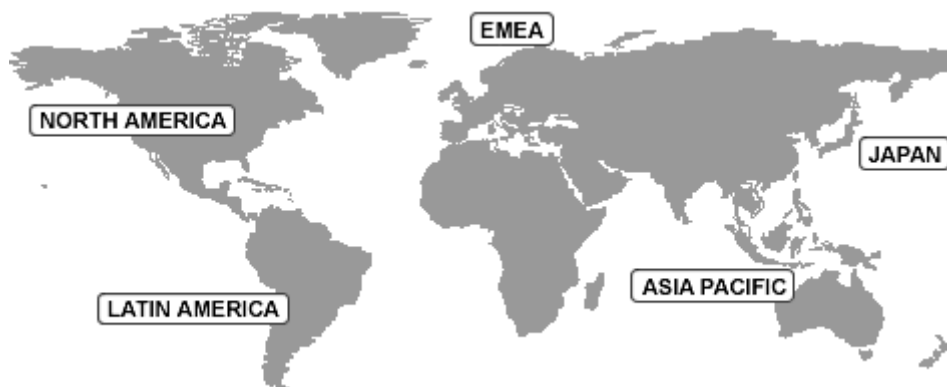 EMEA
NORTH AMERICA
JAPAN
ASIA PACIFIC
LATIN AMERICA